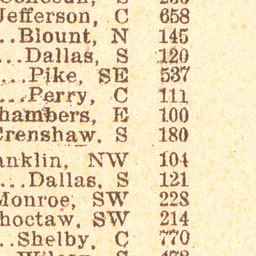 Jefferson, C 658
...Blount, N 145
...Dallas, S 120
....Pike, SE 537
...Perry, C 111
hambers, E 100
Crenshaw, S 180
anklin, NW 104
...Dallas, S 121
Monroe, SW 228
hoctaw, SW 214
...Shelby, C 770